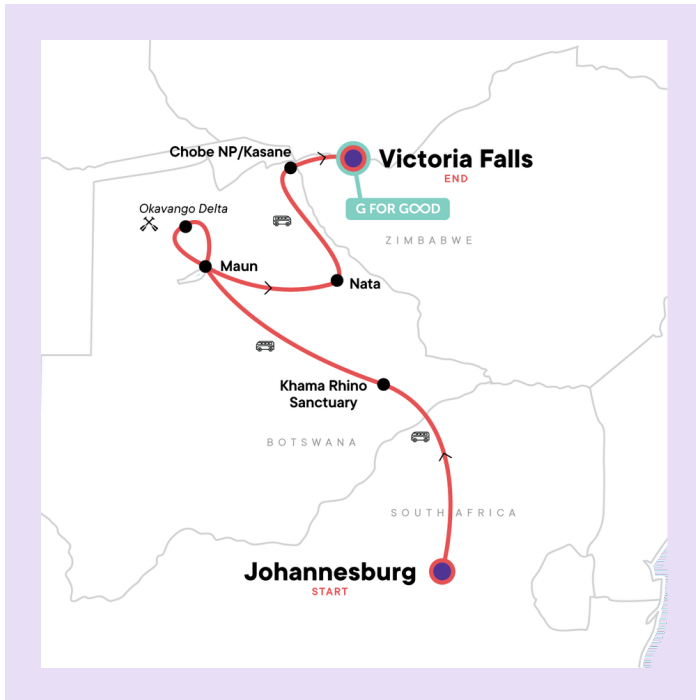 Chobe NP/Kasane
Victoria Falls
END
Okavango Delta
G FOR GOOD
ZIMBABWE
Maun
Nata
Khama Rhino
Sanctuary
BOTSWANA
SOUTH AFRICA
Johannesburg
START